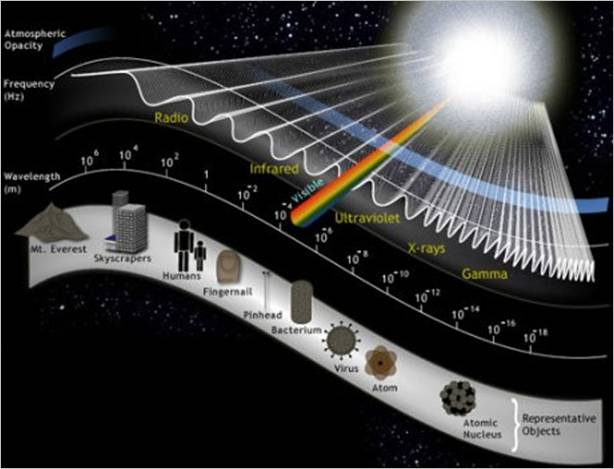 Atmospheric
Opacity
Frequency
(Hz)
Radio
Infrared
Visible
Ultraviolet
X-rays
Gamma
Wavelength
(m)
10^6
10^4
10^2
1
10^-2
10^-4
10^-6
10^-8
10^-10
10^-12
10^-14
10^-16
10^-18
Mt. Everest
Skyscrapers
Humans
Fingernail
Pinhead
Bacterium
Virus
Atom
Atomic
Nucleus
Representative
Objects